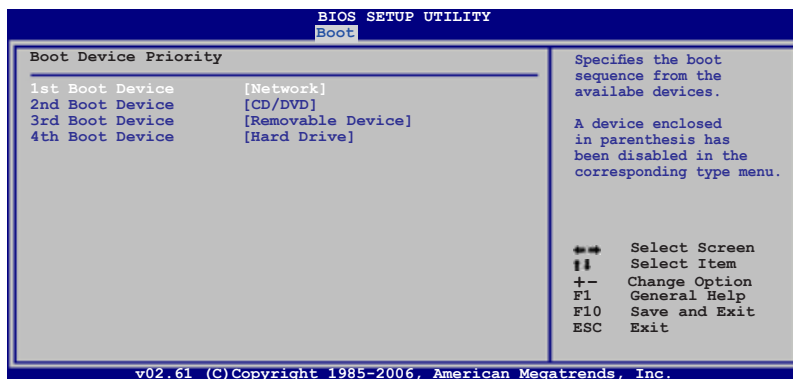 BIOS SETUP UTILITY
Boot
Boot Device Priority
1st Boot Device [Network]
2nd Boot Device [CD/DVD]
3rd Boot Device [Removable Device]
4th Boot Device [Hard Drive]
Specifies the boot
sequence from the
availabe devices.
A device enclosed
in parenthesis has
been disabled in the
corresponding type menu.
←→ Select Screen
↑↓ Select Item
+- Change Option
F1 General Help
F10 Save and Exit
ESC Exit
v02.61 (C)Copyright 1985-2006, American Megatrends, Inc.